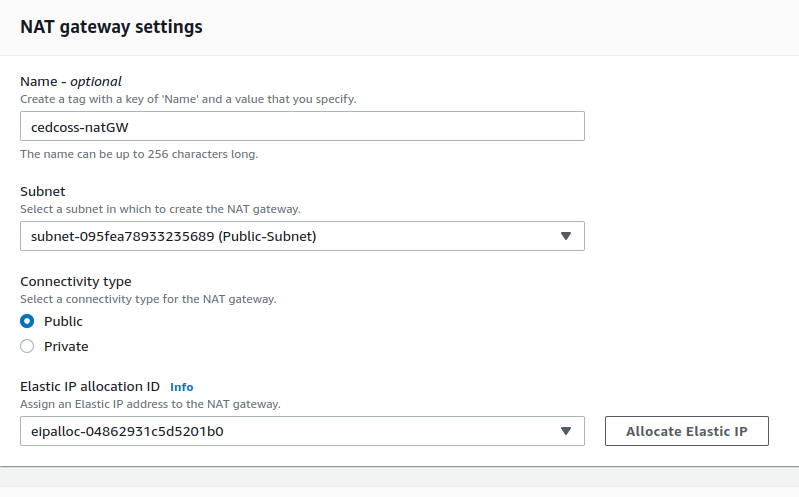 NAT gateway settings
Name - optional
Create a tag with a key of 'Name' and a value that you specify.
cedcoss-natGW
The name can be up to 256 characters long.
Subnet
Select a subnet in which to create the NAT gateway.
subnet-095fea78933235689 (Public-Subnet)
Connectivity type
Select a connectivity type for the NAT gateway.
Public
Private
Elastic IP allocation ID Info
Assign an Elastic IP address to the NAT gateway.
eipalloc-04862931c5d5201b0 Allocate Elastic IP